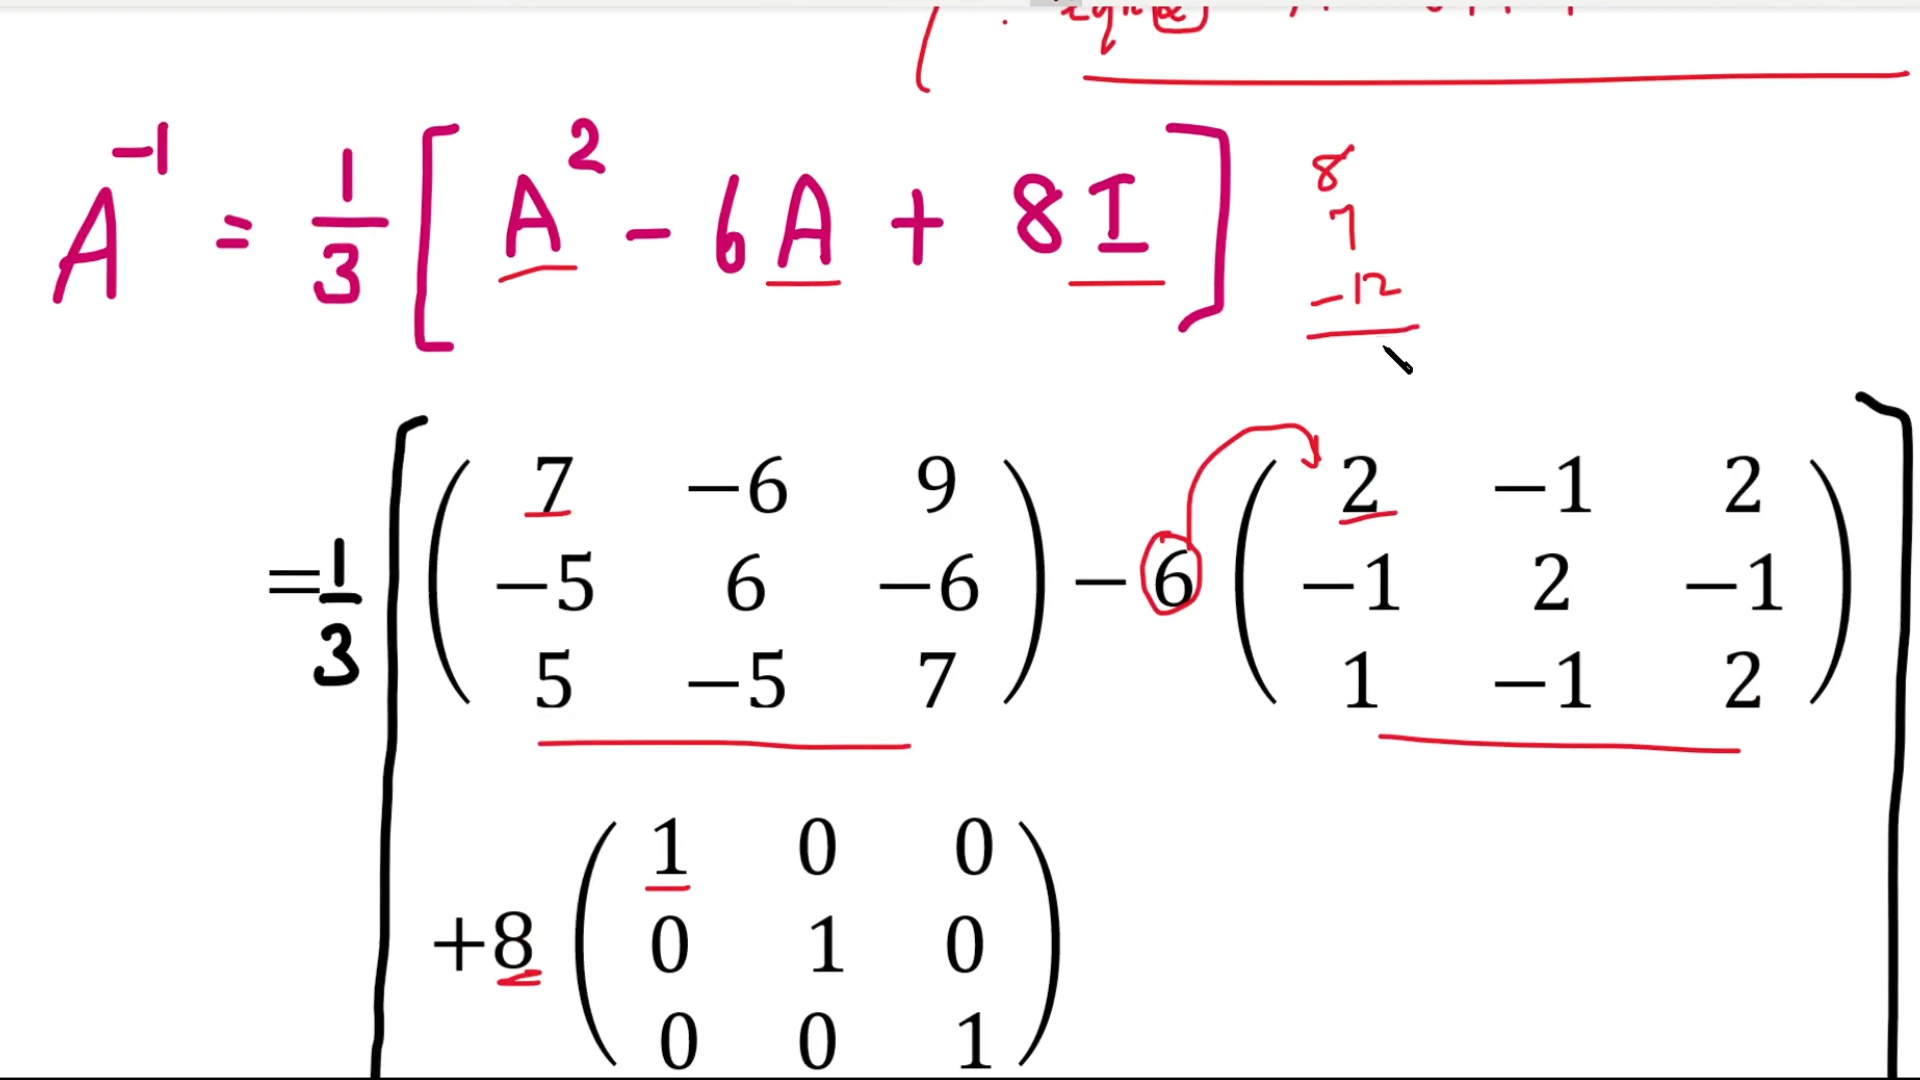 A⁻¹ = 1/3 [ A² - 6A + 8I ]
8
7
-12
= 1/3 [ ( 7 −6 9 ) − 6 ( 2 −1 2 )
−5 6 −6 −1 2 −1
5 −5 7 1 −1 2
+8 ( 1 0 0 )
0 1 0
0 0 1